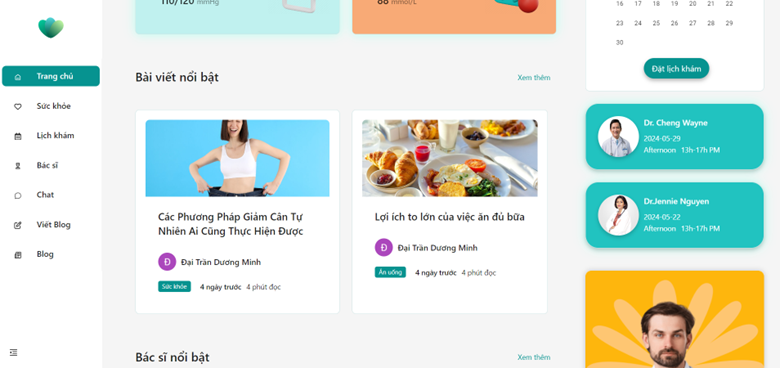 Trang chủ
Sức khỏe
Lịch khám
Bác sĩ
Chat
Viết Blog
Blog
110/120 mmHg
88 mmol/L
Bài viết nổi bật
Xem thêm
Các Phương Pháp Giảm Cân Tự
Nhiên Ai Cũng Thực Hiện Được
Đ
Đại Trần Dương Minh
Sức khỏe
4 ngày trước 4 phút đọc
Lợi ích to lớn của việc ăn đủ bữa
Đ
Đại Trần Dương Minh
Ăn uống
4 ngày trước 4 phút đọc
Bác sĩ nổi bật
Xem thêm
16 17 18 19 20 21 22
23 24 25 26 27 28 29
30
Đặt lịch khám
Dr. Cheng Wayne
2024-05-29
Afternoon 13h-17h PM
Dr.Jennie Nguyen
2024-05-22
Afternoon 13h-17h PM